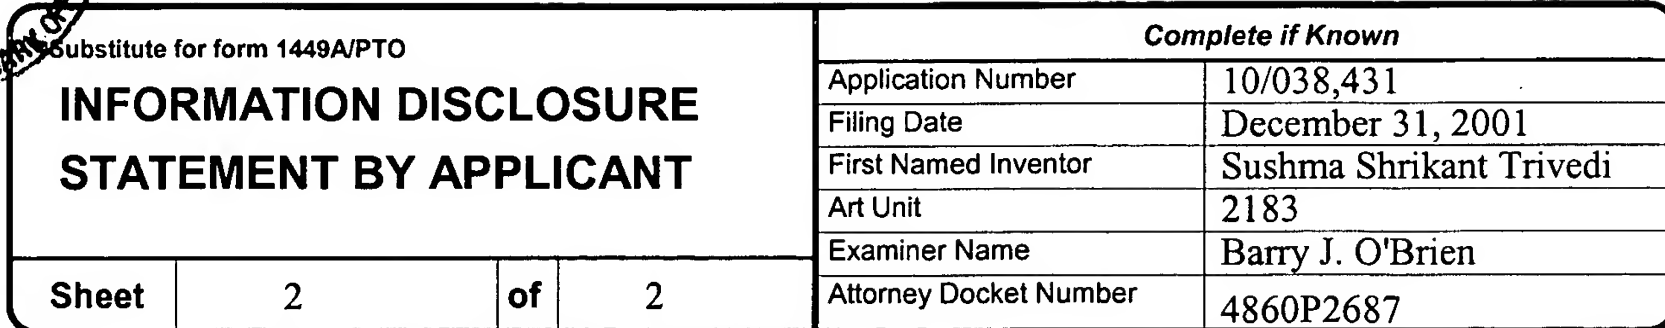 Substitute for form 1449A/PTO
INFORMATION DISCLOSURE
STATEMENT BY APPLICANT
Sheet 2 of 2
Complete if Known
Application Number 10/038,431
Filing Date December 31, 2001
First Named Inventor Sushma Shrikant Trivedi
Art Unit 2183
Examiner Name Barry J. O'Brien
Attorney Docket Number 4860P2687